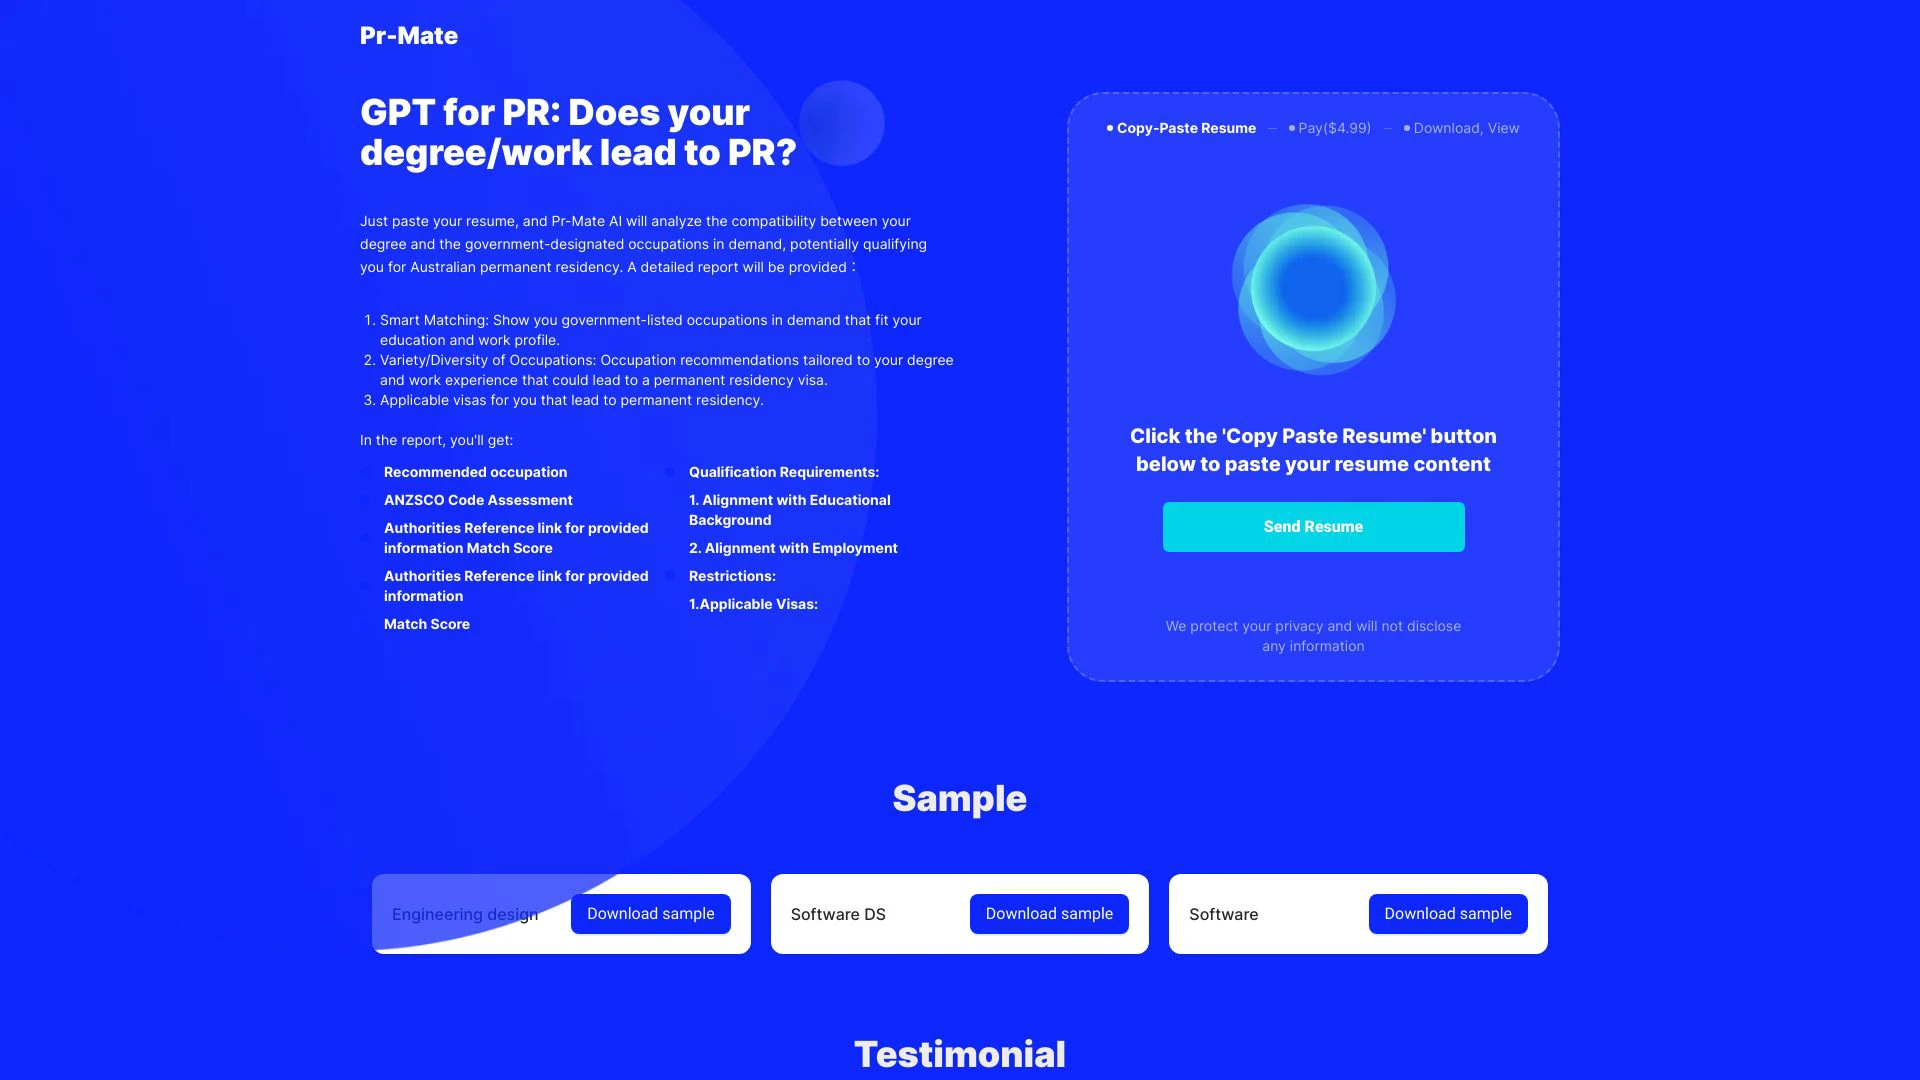 Pr-Mate
GPT for PR: Does your
degree/work lead to PR?
Just paste your resume, and Pr-Mate AI will analyze the compatibility between your
degree and the government-designated occupations in demand, potentially qualifying
you for Australian permanent residency. A detailed report will be provided：
1. Smart Matching: Show you government-listed occupations in demand that fit your
education and work profile.
2. Variety/Diversity of Occupations: Occupation recommendations tailored to your degree
and work experience that could lead to a permanent residency visa.
3. Applicable visas for you that lead to permanent residency.
In the report, you'll get:
Recommended occupation
ANZSCO Code Assessment
Authorities Reference link for provided
information Match Score
Authorities Reference link for provided
information
Match Score
Qualification Requirements:
1. Alignment with Educational
Background
2. Alignment with Employment
Restrictions:
1.Applicable Visas:
Copy-Paste Resume – Pay($4.99) – Download, View
Click the 'Copy Paste Resume' button
below to paste your resume content
Send Resume
We protect your privacy and will not disclose
any information
Sample
Engineering design
Download sample
Software DS
Download sample
Software
Download sample
Testimonial